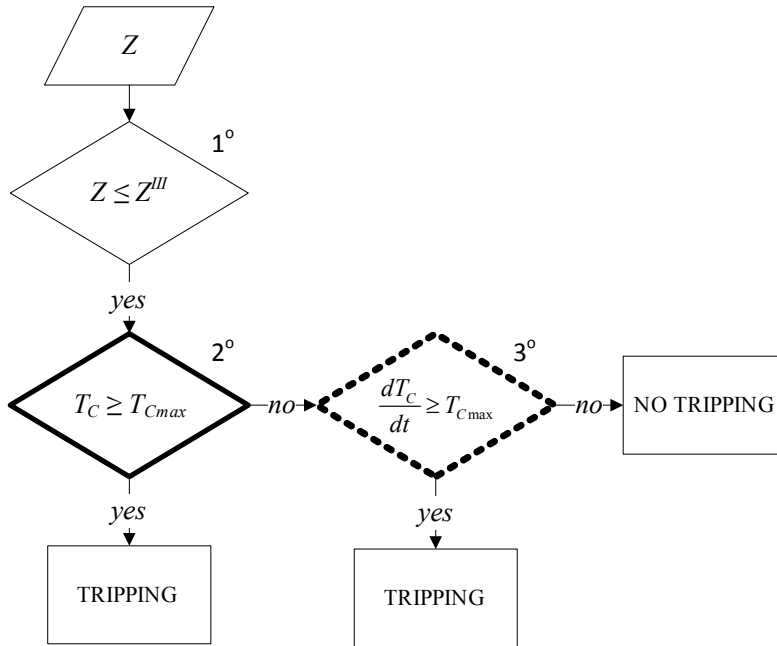 Z
1°
Z ≤ Z^III
yes
2°
T_C ≥ T_Cmax
no
3°
dT_C/dt ≥ T_Cmax
no
NO TRIPPING
yes
yes
TRIPPING
TRIPPING